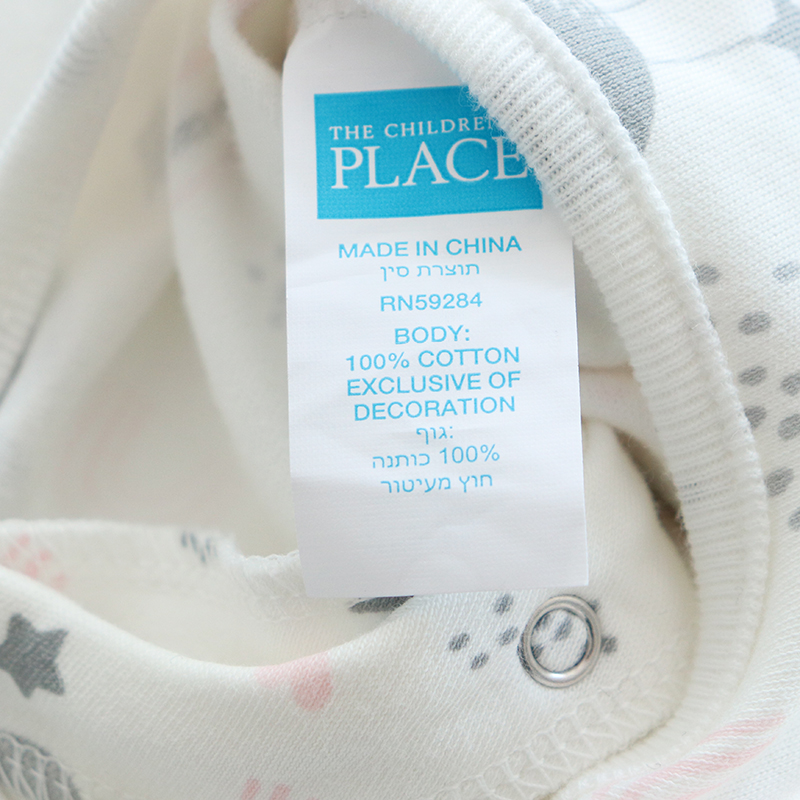 THE CHILDREN
PLACE
MADE IN CHINA
תוצרת סין
RN59284
BODY:
100% COTTON
EXCLUSIVE OF
DECORATION
גוף:
100% כותנה
חוץ מעיטור